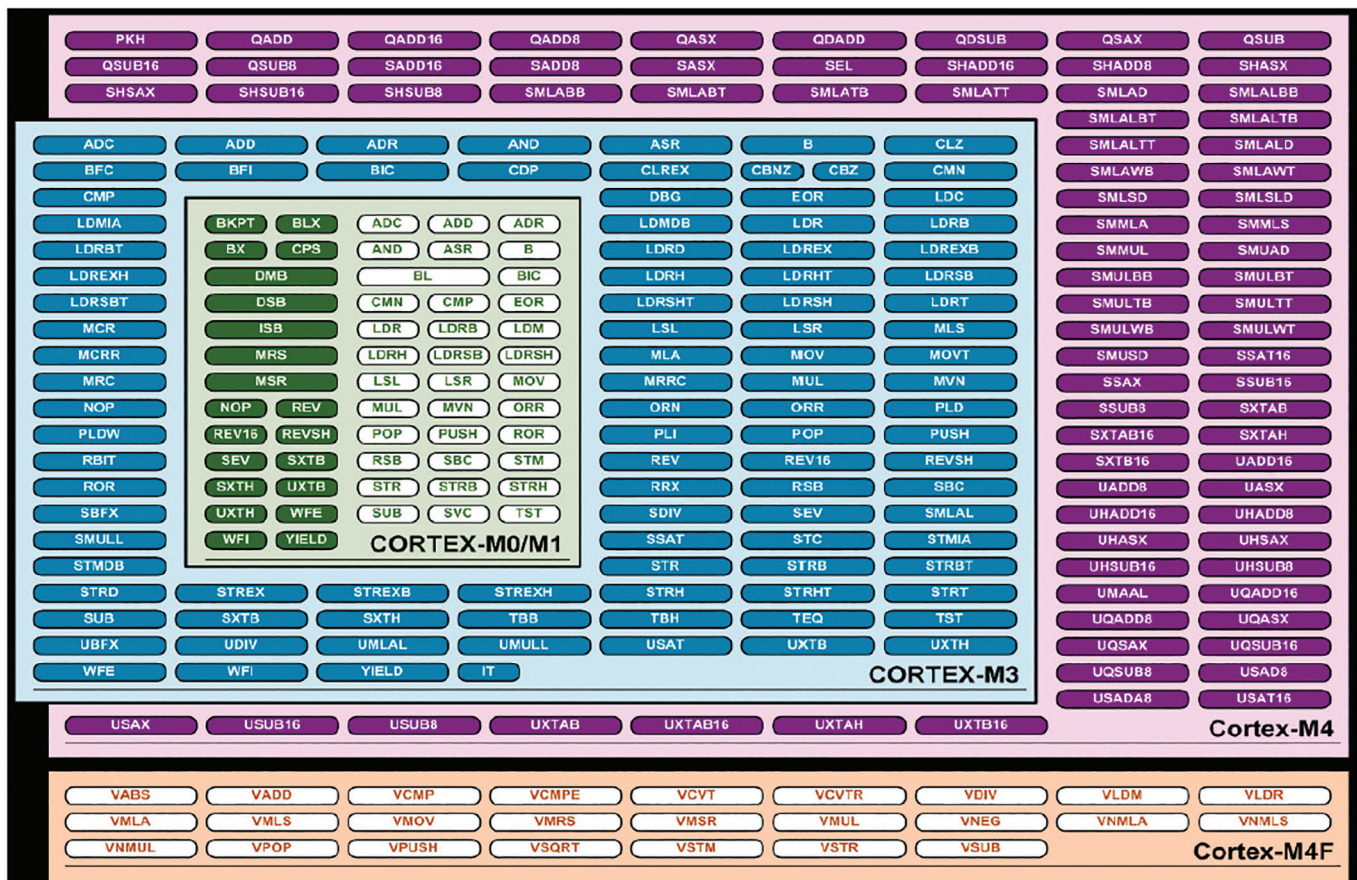 PKH QADD QADD16 QADD8 QASX QDADD QDSUB QSAX QSUB
QSUB16 QSUB8 SADD16 SADD8 SASX SEL SHADD16 SHADD8 SHASX
SHSAX SHSUB16 SHSUB8 SMLABB SMLABT SMLATB SMLATT SMLAD SMLALBB
SMLALBT SMLALTB
ADC ADD ADR AND ASR B CLZ SMLALTT SMLALD
BFC BFI BIC CDP CLREX CBNZ CBZ CMN SMLAWB SMLAWT
CMP DBG EOR LDC SMLSD SMLSLD
LDMIA BKPT BLX ADC ADD ADR LDMDB LDR LDRB SMMLA SMMLS
LDRBT BX CPS AND ASR B LDRD LDREX LDREXB SMMUL SMUAD
LDREXH DMB BL BIC LDRH LDRHT LDRSB SMULBB SMULBT
LDRSBT DSB CMN CMP EOR LDRSHT LDRSH LDRT SMULTB SMULTT
MCR ISB LDR LDRB LDM LSL LSR MLS SMULWB SMULWT
MCRR MRS LDRH LDRSB LDRSH MLA MOV MOVT SMUSD SSAT16
MRC MSR LSL LSR MOV MRRC MUL MVN SSAX SSUB16
NOP NOP REV MUL MVN ORR ORN ORR PLD SSUB8 SXTAB
PLDW REV16 REVSH POP PUSH ROR PLI POP PUSH SXTAB16 SXTAH
RBIT SEV SXTB RSB SBC STM REV REV16 REVSH SXTB16 UADD16
ROR SXTH UXTB STR STRB STRH RRX RSB SBC UADD8 UASX
SBFX UXTH WFE SUB SVC TST SDIV SEV SMLAL UHADD16 UHADD8
SMULL WFI YIELD CORTEX-M0/M1 SSAT STC STMIA UHASX UHSAX
STMDB STR STRB STRBT UHSUB16 UHSUB8
STRD STREX STREXB STREXH STRH STRHT STRT UMAAL UQADD16
SUB SXTB SXTH TBB TBH TEQ TST UQADD8 UQASX
UBFX UDIV UMLAL UMULL USAT UXTB UXTH UQSAX UQSUB16
WFE WFI YIELD IT CORTEX-M3 UQSUB8 USAD8
USADA8 USAT16
USAX USUB16 USUB8 UXTAB UXTAB16 UXTAH UXTB16 Cortex-M4
VABS VADD VCMP VCMPE VCVT VCVTR VDIV VLDM VLDR
VMLA VMLS VMOV VMRS VMSR VMUL VNEG VNMLA VNMLS
VNMUL VPOP VPUSH VSQRT VSTM VSTR VSUB Cortex-M4F